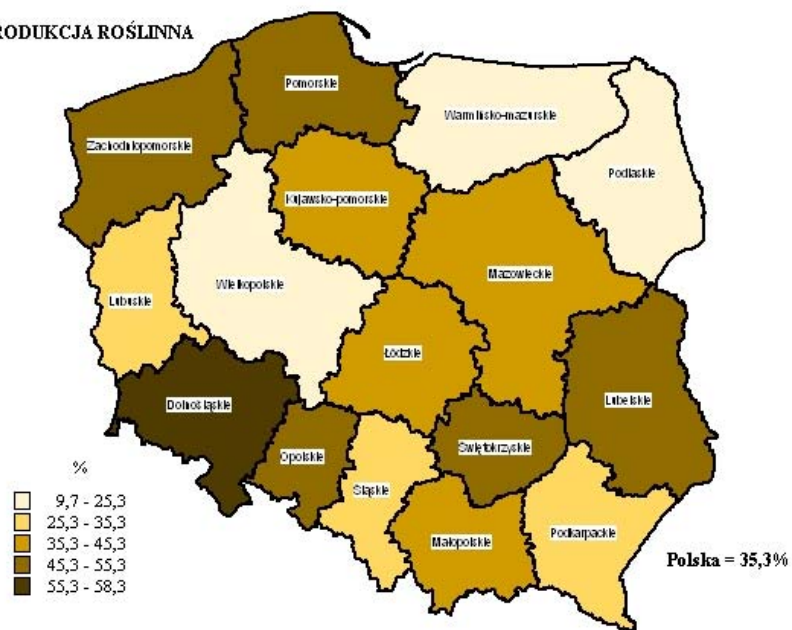 RODUKCJA ROŚLINNA
Pomorskie
Warmińsko-mazurskie
Zachodniopomorskie
Podlaskie
Kujawsko-pomorskie
Mazowieckie
Wielkopolskie
Lubuskie
Łódzkie
Lubelskie
Dolnośląskie
Świętokrzyskie
Opolskie
Śląskie
Podkarpackie
Małopolskie
%
9,7 - 25,3
25,3 - 35,3
35,3 - 45,3
45,3 - 55,3
55,3 - 58,3
Polska = 35,3%